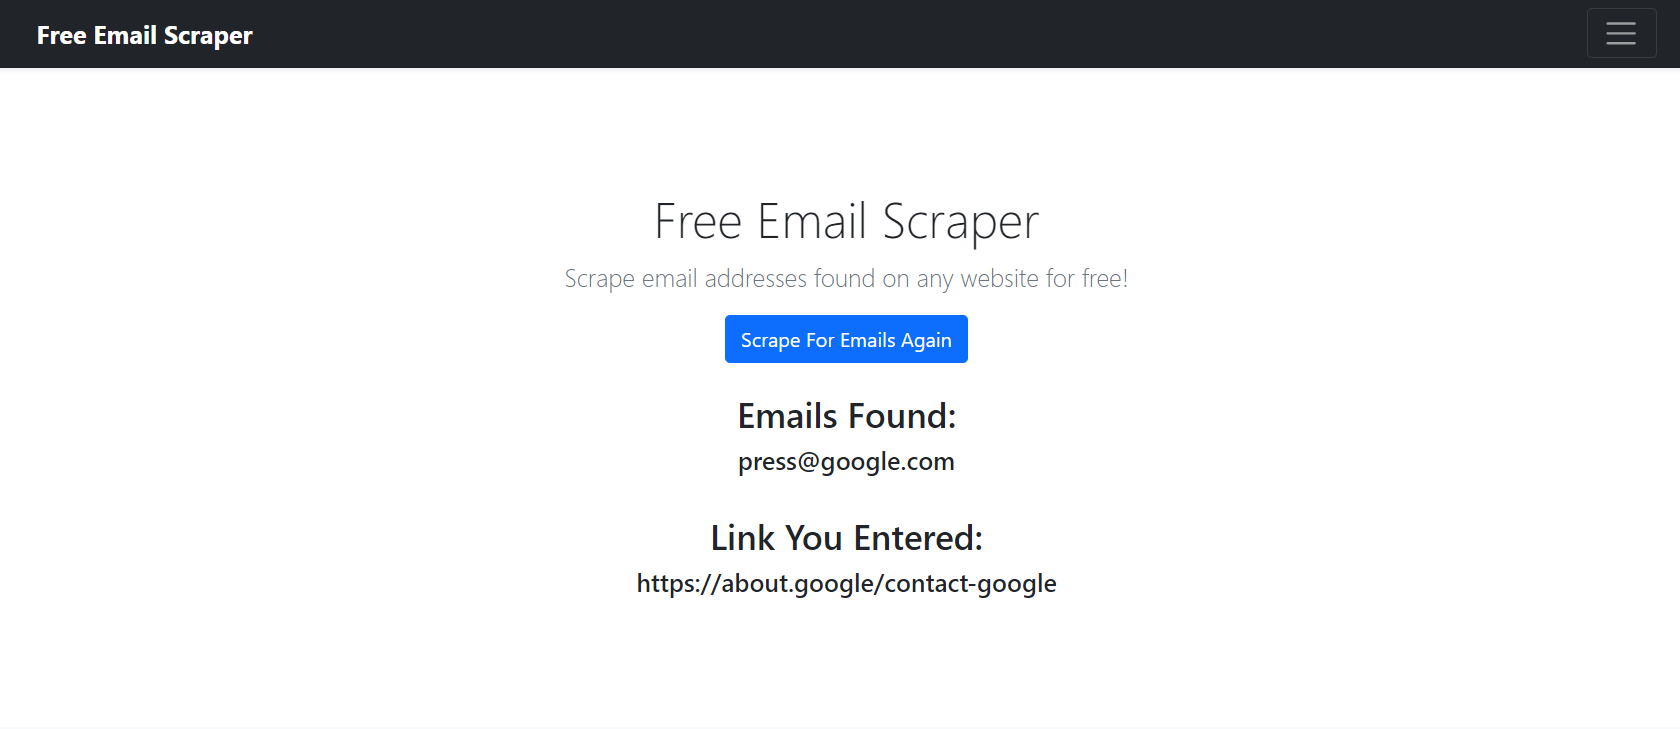 Free Email Scraper
Free Email Scraper
Scrape email addresses found on any website for free!
Scrape For Emails Again
Emails Found:
press@google.com
Link You Entered:
https://about.google/contact-google